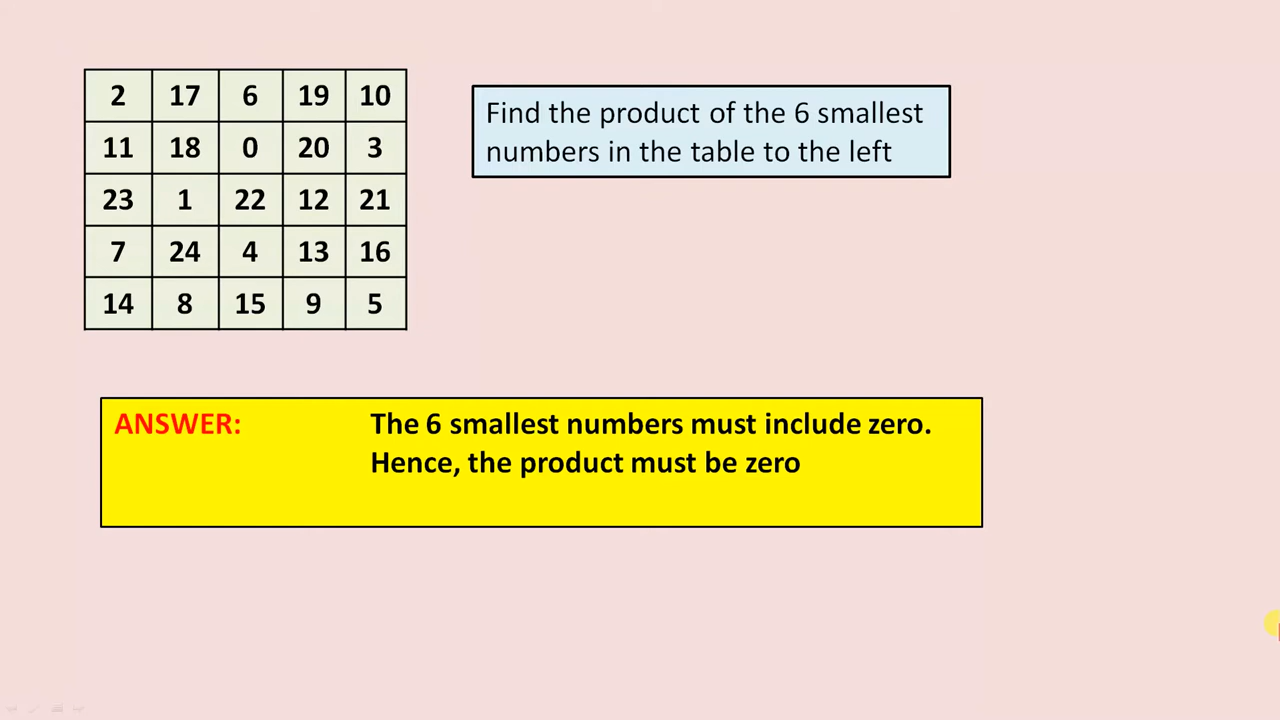 2 17 6 19 10
11 18 0 20 3
23 1 22 12 21
7 24 4 13 16
14 8 15 9 5
Find the product of the 6 smallest
numbers in the table to the left
ANSWER: The 6 smallest numbers must include zero.
Hence, the product must be zero